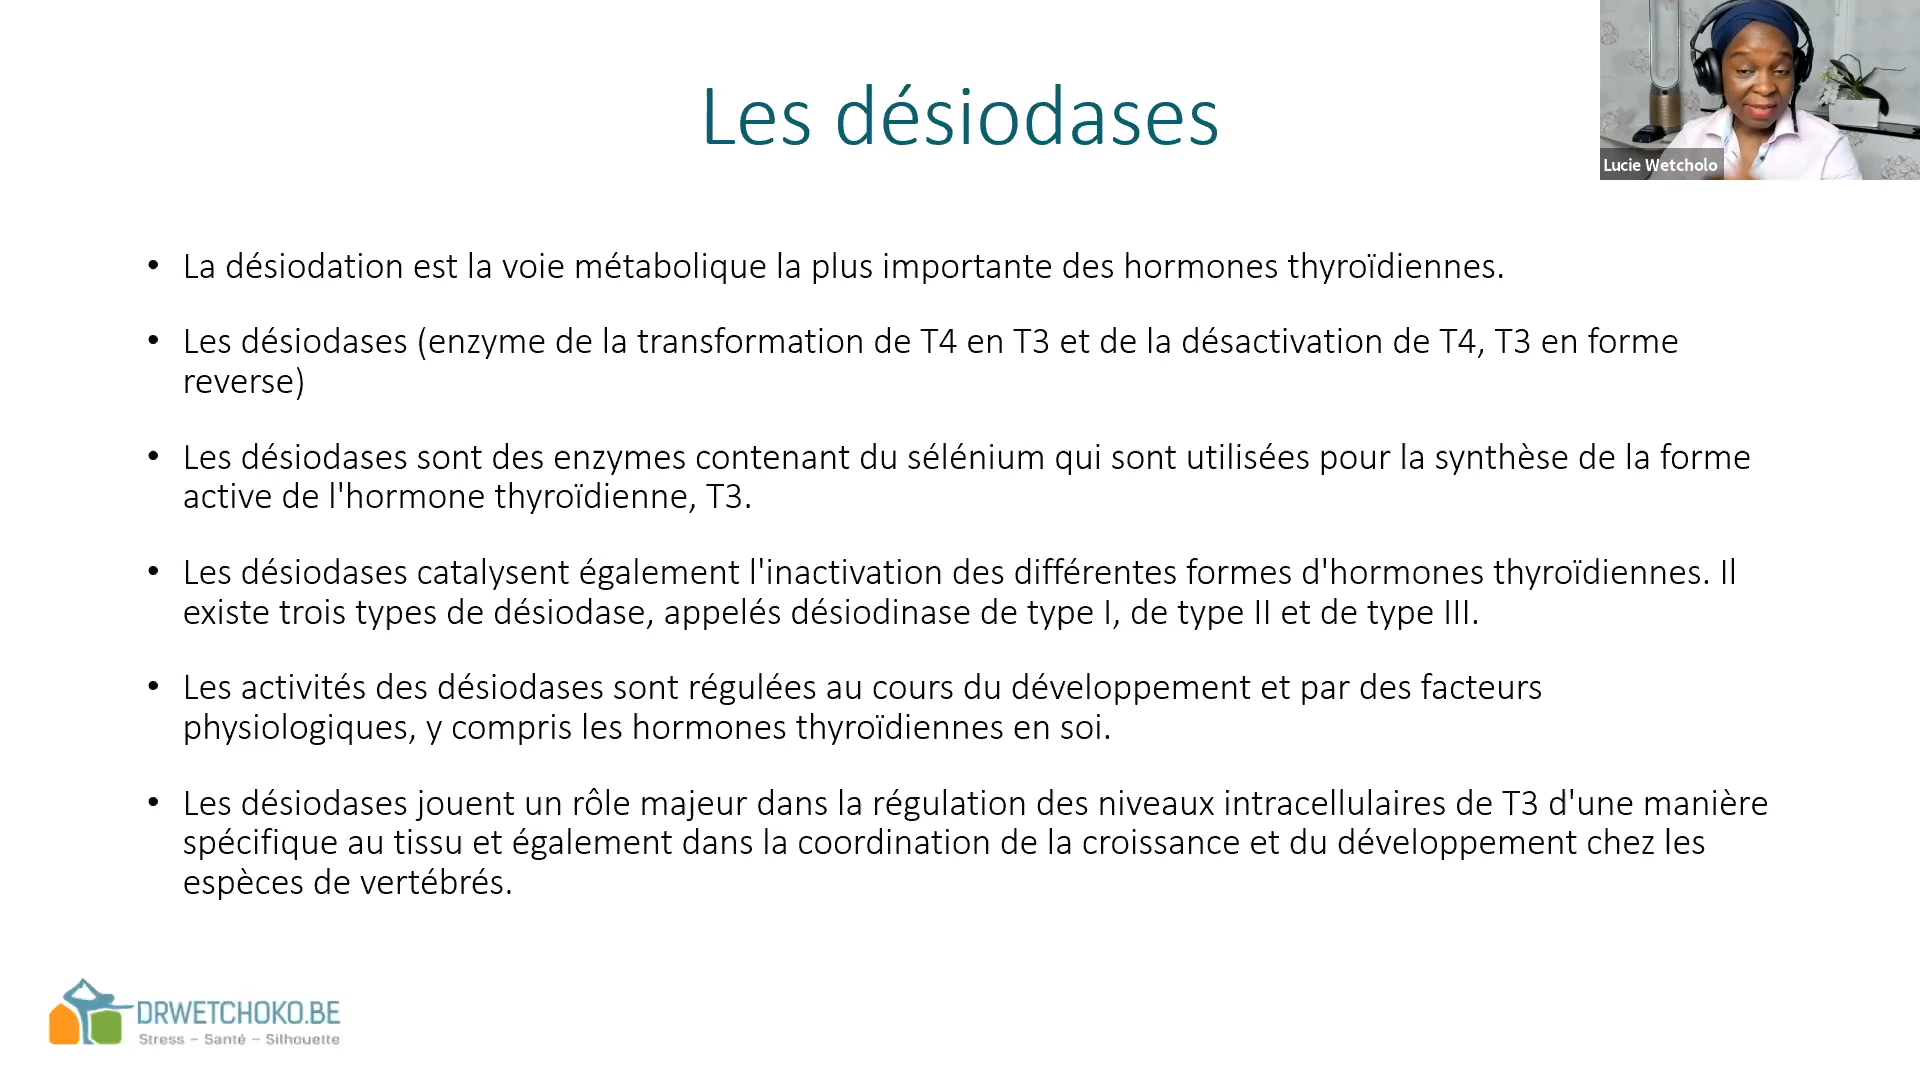 Les désiodases
Lucie Wetcholo
• La désiodation est la voie métabolique la plus importante des hormones thyroïdiennes.
• Les désiodases (enzyme de la transformation de T4 en T3 et de la désactivation de T4, T3 en forme
reverse)
• Les désiodases sont des enzymes contenant du sélénium qui sont utilisées pour la synthèse de la forme
active de l'hormone thyroïdienne, T3.
• Les désiodases catalysent également l'inactivation des différentes formes d'hormones thyroïdiennes. Il
existe trois types de désiodase, appelés désiodinase de type I, de type II et de type III.
• Les activités des désiodases sont régulées au cours du développement et par des facteurs
physiologiques, y compris les hormones thyroïdiennes en soi.
• Les désiodases jouent un rôle majeur dans la régulation des niveaux intracellulaires de T3 d'une manière
spécifique au tissu et également dans la coordination de la croissance et du développement chez les
espèces de vertébrés.
DRWETCHOKO.BE
Stress – Santé – Silhouette